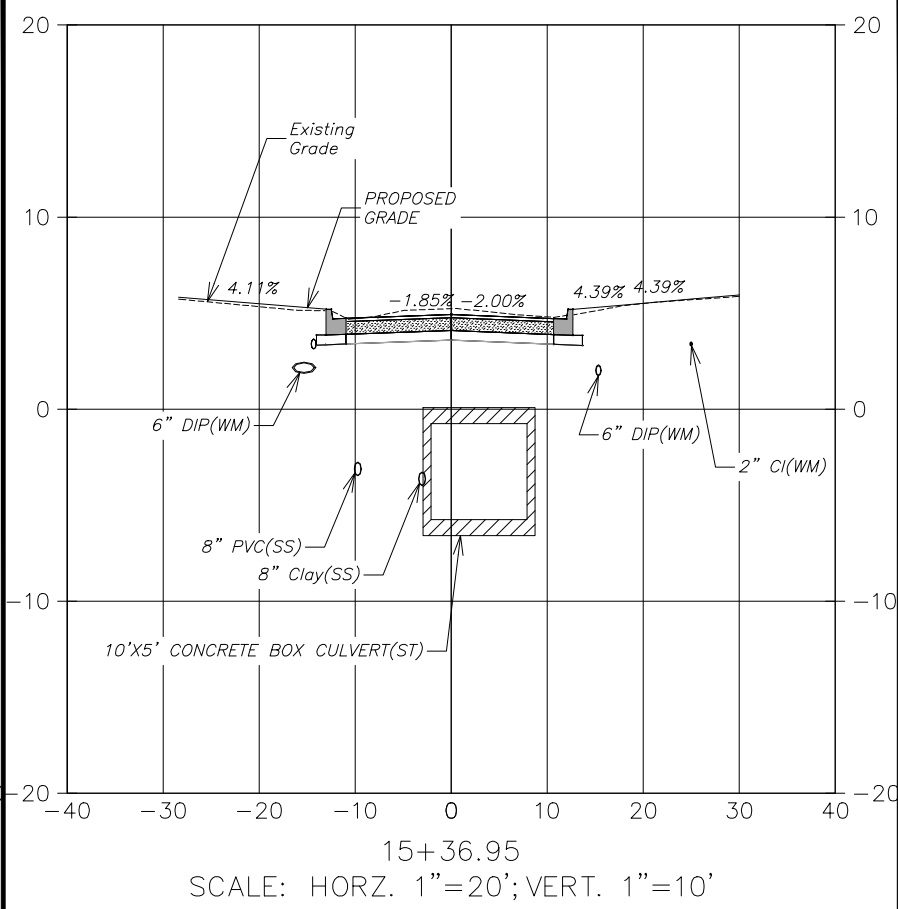 20 20
Existing
Grade
PROPOSED
GRADE
10 10
4.11% -1.85% -2.00% 4.39% 4.39%
0 0
6" DIP(WM) 6" DIP(WM)
2" CI(WM)
8" PVC(SS)
8" Clay(SS)
-10 -10
10'X5' CONCRETE BOX CULVERT(ST)
-20 -20
-40 -30 -20 -10 0 10 20 30 40
15+36.95
SCALE: HORZ. 1"=20'; VERT. 1"=10'